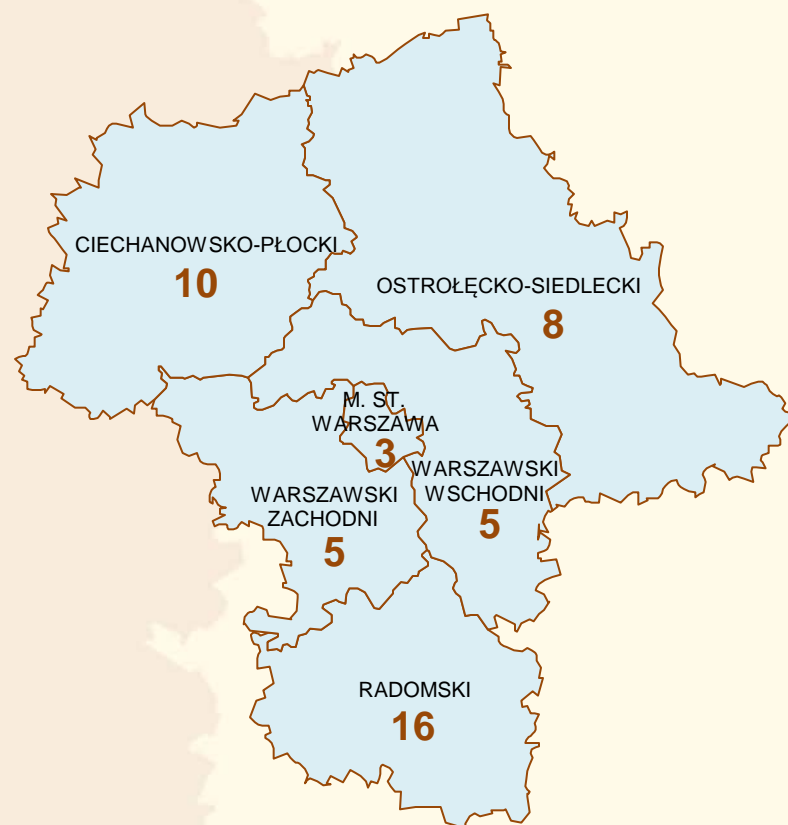 CIECHANOWSKO-PŁOCKI
10
OSTROŁĘCKO-SIEDLECKI
8
M. ST.
WARSZAWA
3
WARSZAWSKI
WSCHODNI
5
WARSZAWSKI
ZACHODNI
5
RADOMSKI
16